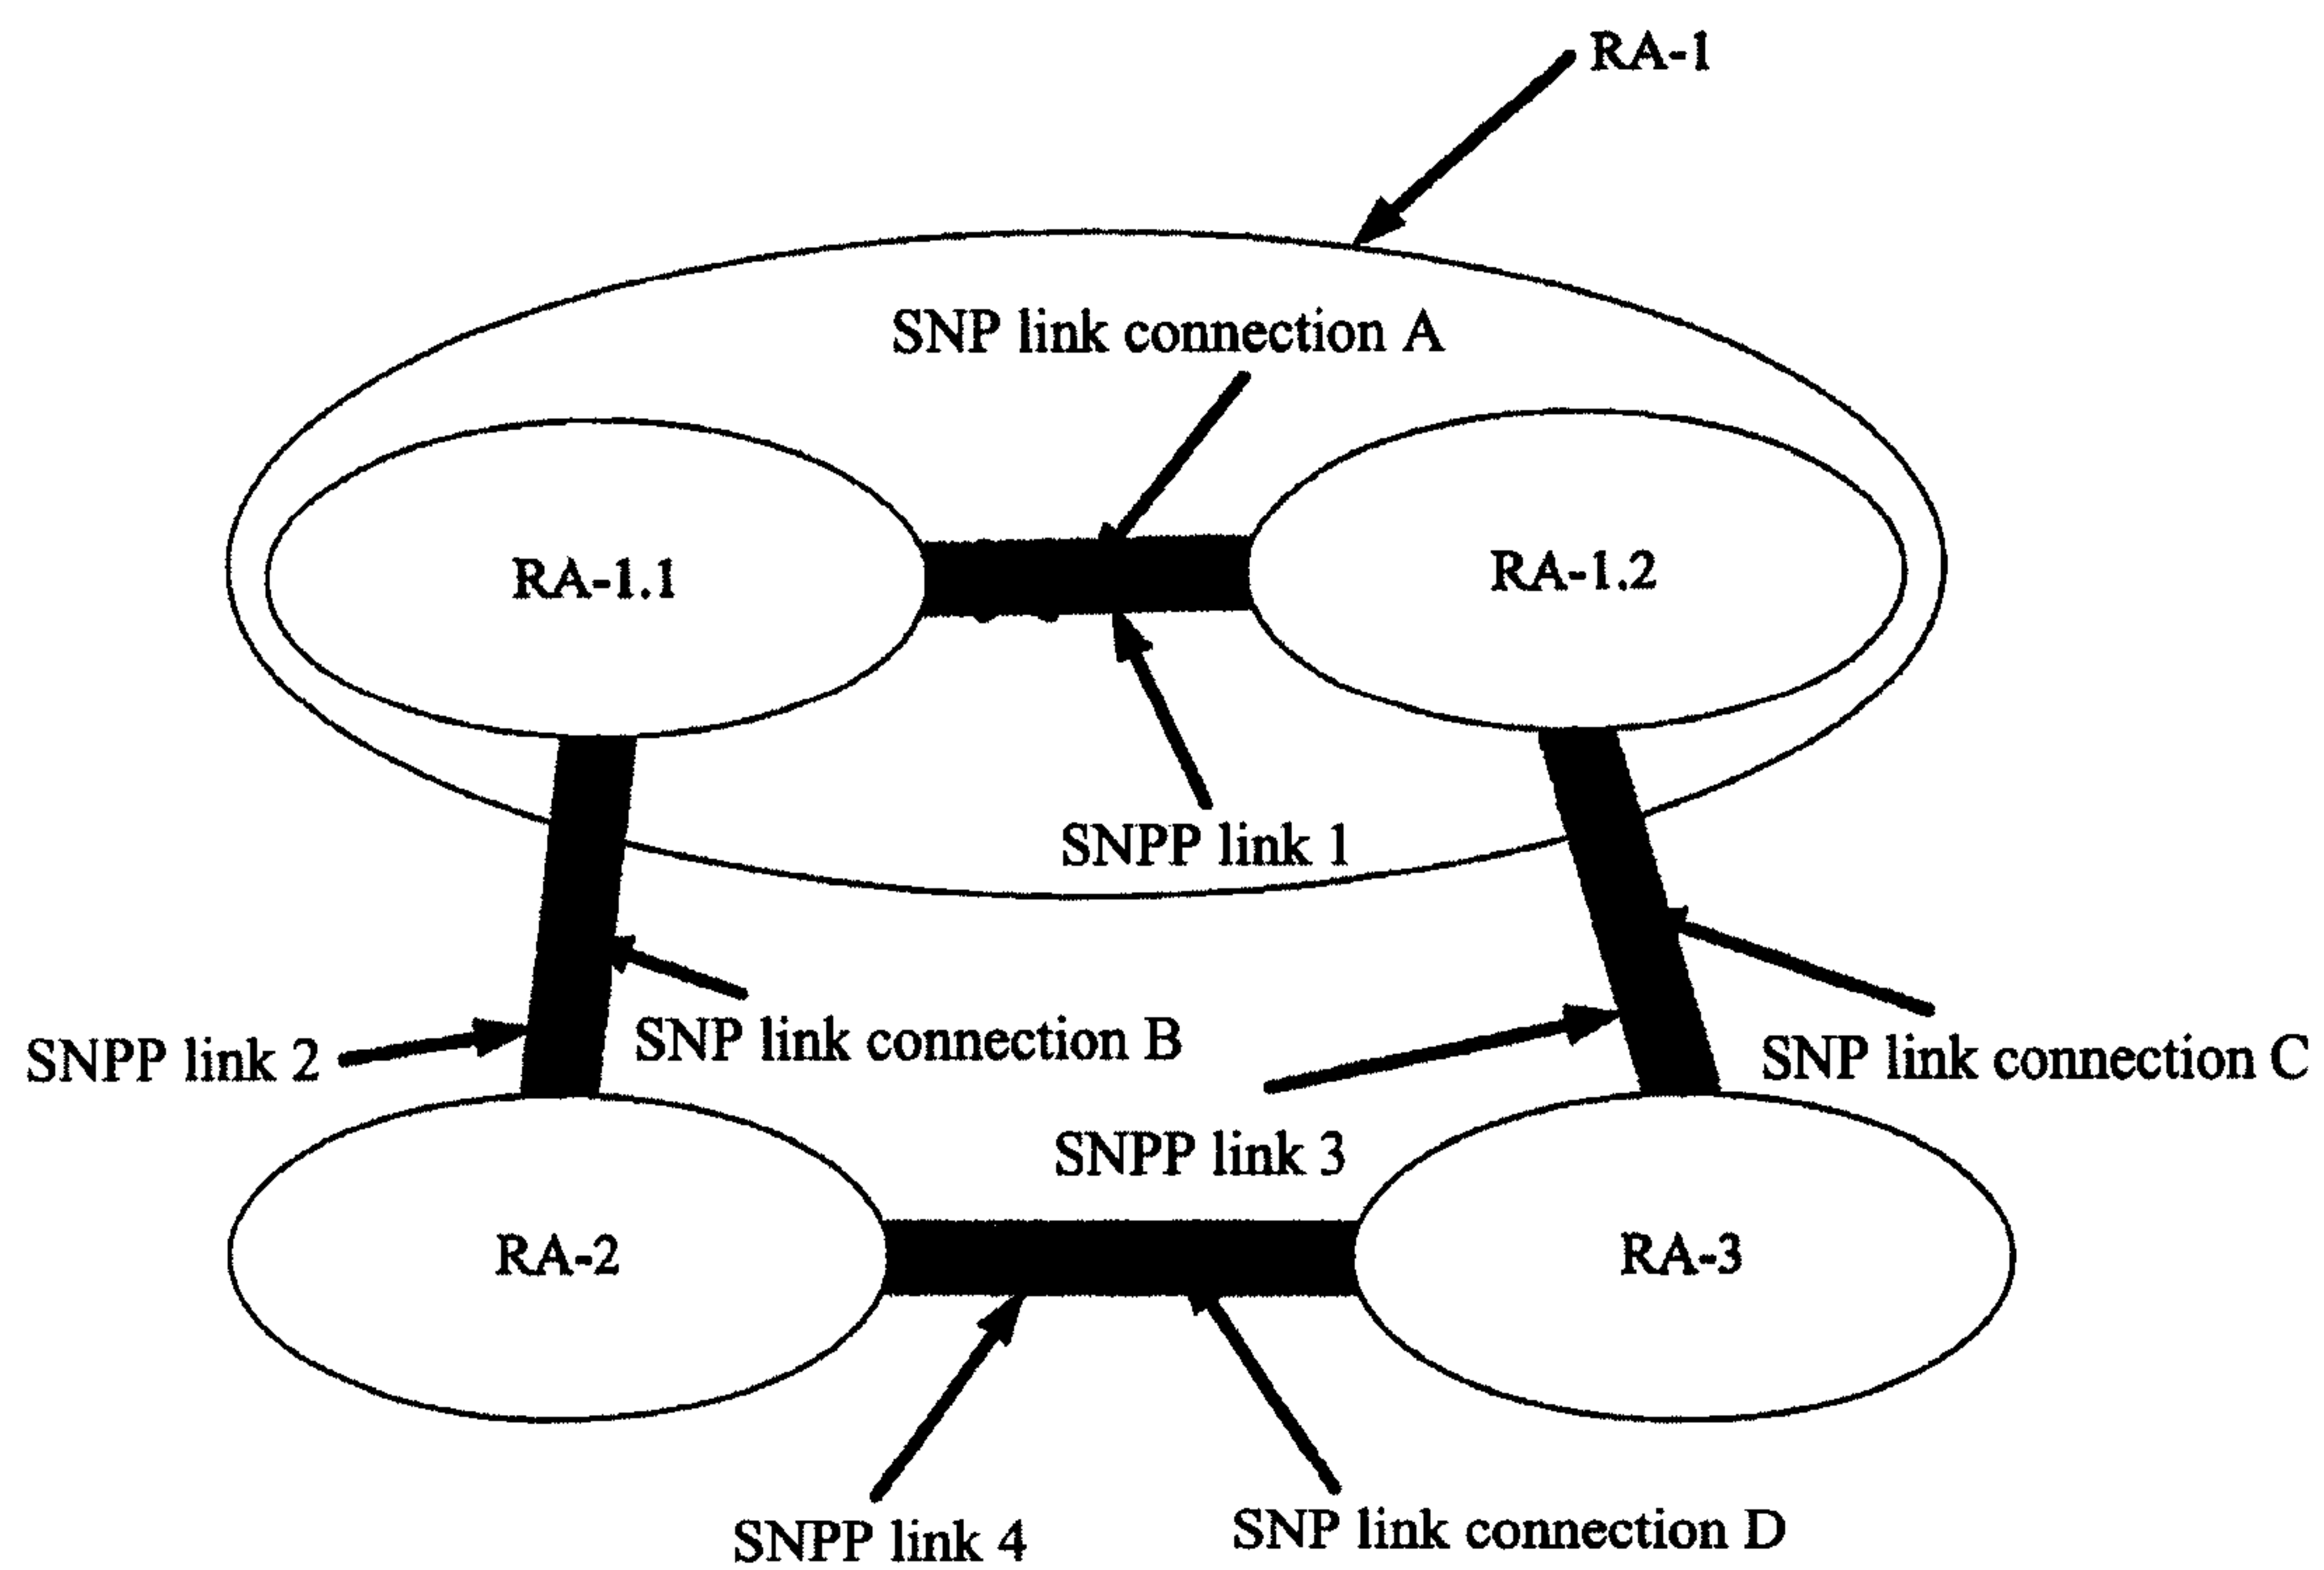 RA-1
SNP link connection A
RA-1.1
RA-1.2
SNPP link 1
SNPP link 2
SNP link connection B
SNP link connection C
SNPP link 3
RA-2
RA-3
SNPP link 4
SNP link connection D